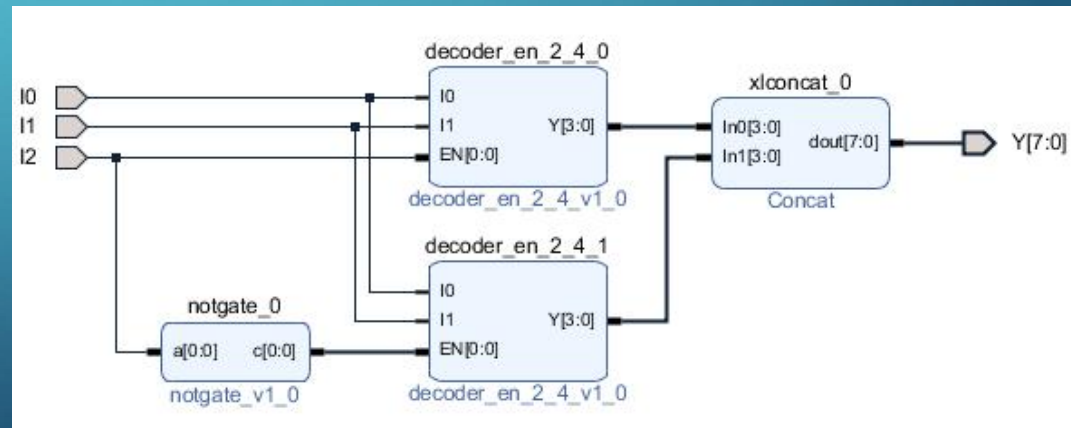 I0
I1
I2
decoder_en_2_4_0
I0
I1
EN[0:0]
Y[3:0]
decoder_en_2_4_v1_0
xlconcat_0
In0[3:0]
In1[3:0]
dout[7:0]
Concat
Y[7:0]
decoder_en_2_4_1
I0
I1
EN[0:0]
Y[3:0]
decoder_en_2_4_v1_0
notgate_0
a[0:0]
c[0:0]
notgate_v1_0